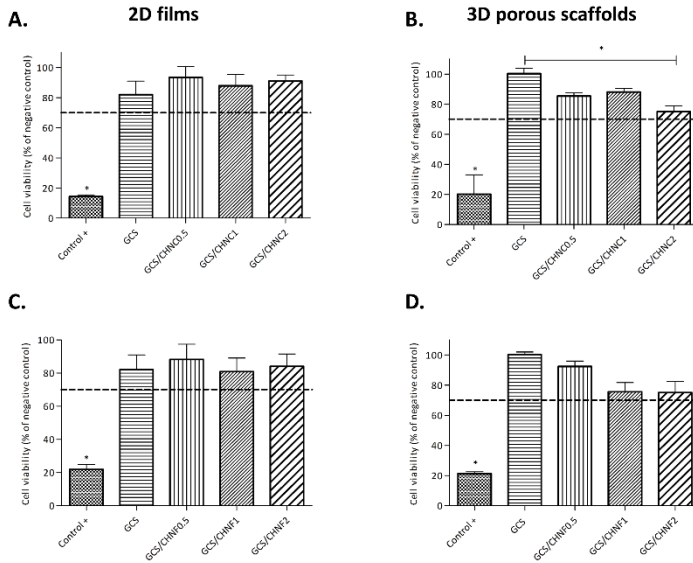 2D films
3D porous scaffolds
A.
Cell viability (% of negative control)
100
80
60
40
20
0
*
Control +
GCS
GCS/CHNC0.5
GCS/CHNC1
GCS/CHNC2
B.
Cell viability (% of negative control)
100
80
60
40
20
0
*
*
Control +
GCS
GCS/CHNC0.5
GCS/CHNC1
GCS/CHNC2
C.
Cell viability (% of negative control)
100
80
60
40
20
0
*
Control +
GCS
GCS/CHNF0.5
GCS/CHNF1
GCS/CHNF2
D.
Cell viability (% of negative control)
100
80
60
40
20
0
*
Control +
GCS
GCS/CHNF0.5
GCS/CHNF1
GCS/CHNF2